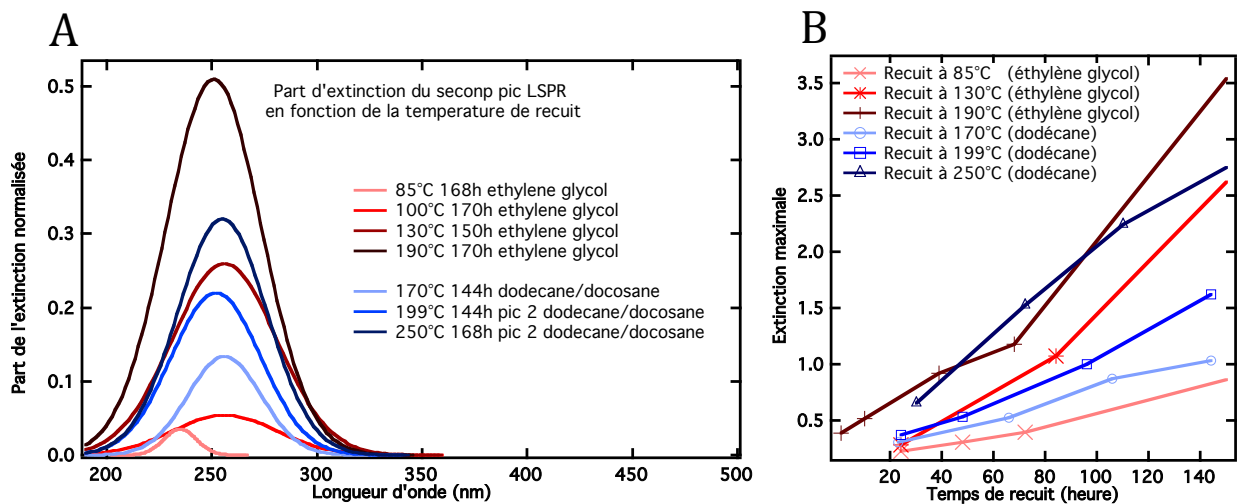 A
Part de l'extinction normalisée
0.5
0.4
0.3
0.2
0.1
0.0
Part d'extinction du seconp pic LSPR
en fonction de la temperature de recuit
85°C 168h ethylene glycol
100°C 170h ethylene glycol
130°C 150h ethylene glycol
190°C 170h ethylene glycol
170°C 144h dodecane/docosane
199°C 144h pic 2 dodecane/docosane
250°C 168h pic 2 dodecane/docosane
200
250
300
350
400
450
500
Longueur d'onde (nm)
B
Extinction maximale
3.5
3.0
2.5
2.0
1.5
1.0
0.5
Recuit à 85°C (éthylène glycol)
Recuit à 130°C (éthylène glycol)
Recuit à 190°C (éthylène glycol)
Recuit à 170°C (dodécane)
Recuit à 199°C (dodécane)
Recuit à 250°C (dodécane)
20
40
60
80
100
120
140
Temps de recuit (heure)